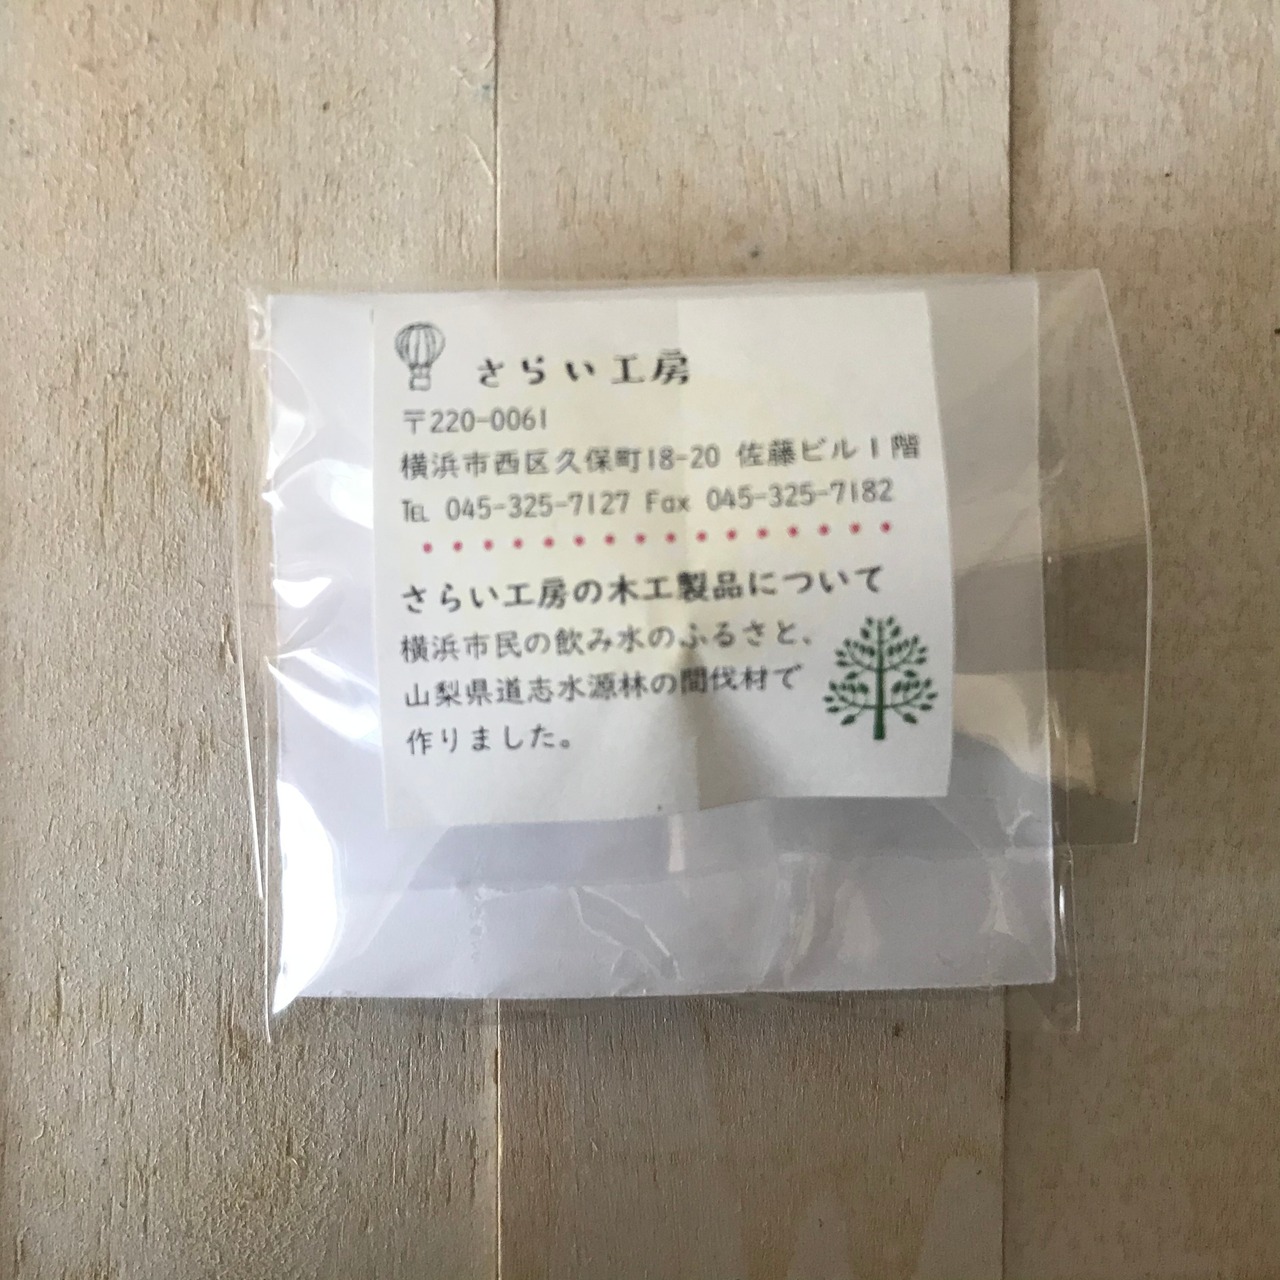 さらい工房
〒220-0061
横浜市西区久保町18-20 佐藤ビル1階
℡ 045-325-7127 Fax 045-325-7182
さらい工房の木工製品について
横浜市民の飲み水のふるさと、
山梨県道志水源林の間伐材で
作りました。